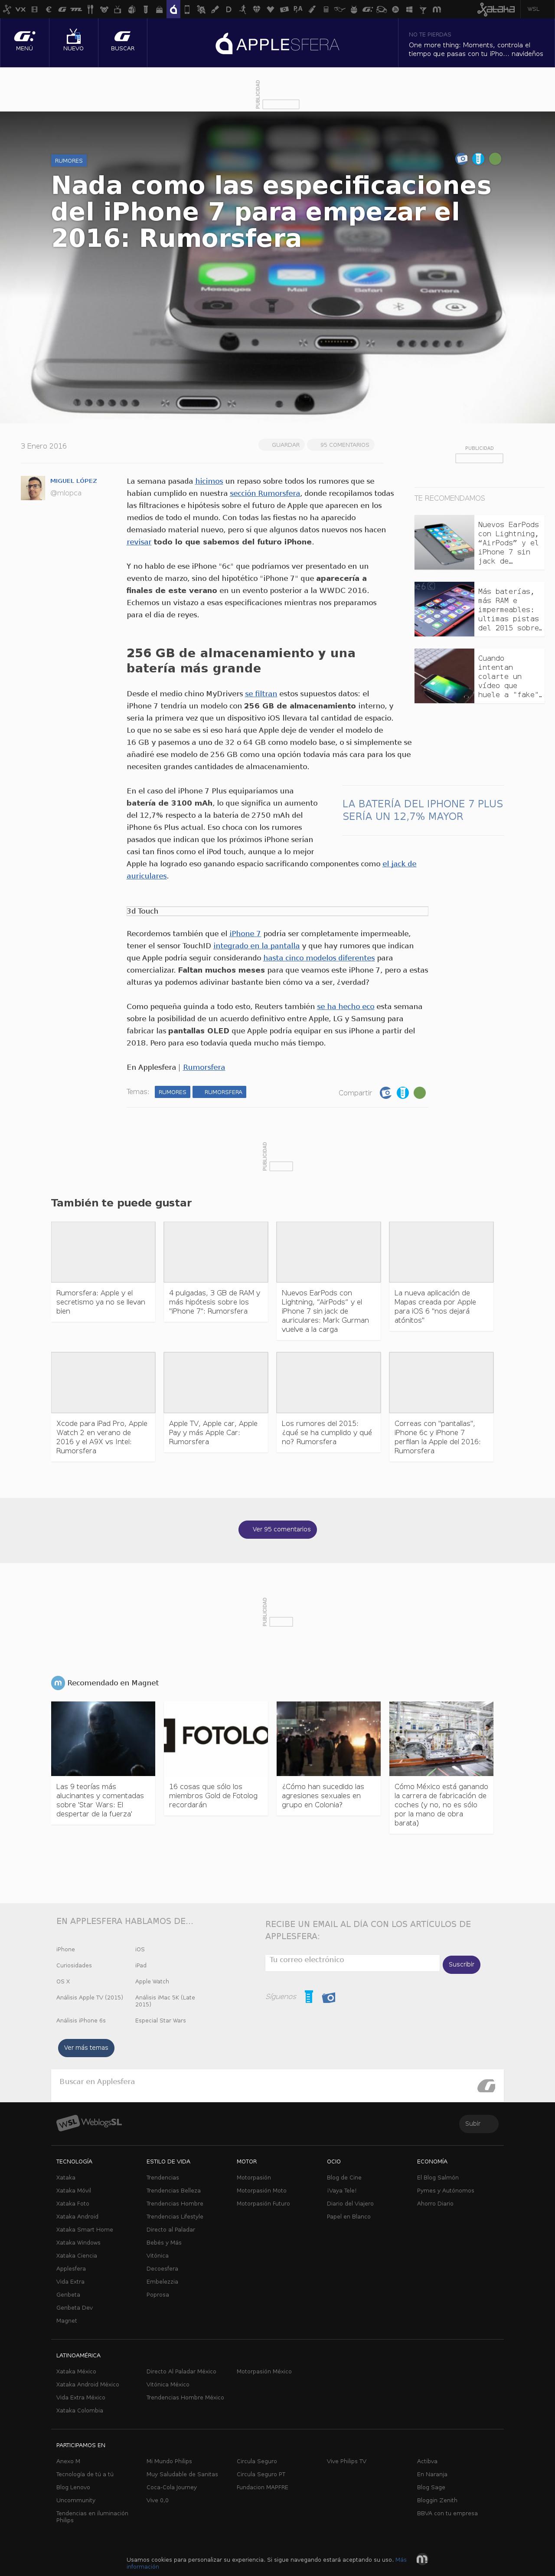 MENÚ
NUEVO
BUSCAR
APPLESFERA
NO TE PIERDAS
One more thing: Moments, controla el
tiempo que pasas con tu iPho... navideños
Xataka
WSL
PUBLICIDAD
RUMORES
Nada como las especificaciones
del iPhone 7 para empezar el
2016: Rumorsfera
Messages
Calendar
Photos
Camera
3 Enero 2016
GUARDAR
95 COMENTARIOS
PUBLICIDAD
MIGUEL LÓPEZ
@mlopca
La semana pasada hicimos un repaso sobre todos los rumores que se
habían cumplido en nuestra sección Rumorsfera, donde recopilamos todas
las filtraciones e hipótesis sobre el futuro de Apple que abarcan en los
medios de todo el mundo. Con todas las fiestas no ha aparecido
demasiado material nuevo, pero sí que algunos datos nuevos nos hacen
revisar todo lo que sabemos del futuro iPhone.
Y no hablo de ese iPhone "6c" que podríamos ver presentado en un
evento de marzo, sino del hipotético "iPhone 7" que aparecería a
finales de este verano en un evento posterior a la WWDC 2016.
Echemos un vistazo a esas especificaciones mientras nos preparamos
para el día de reyes.
256 GB de almacenamiento y una
batería más grande
Desde el medio chino MyDrivers se filtran estos supuestos datos: el
iPhone 7 tendría un modelo con 256 GB de almacenamiento interno, y
sería la primera vez que un dispositivo iOS llevara tal cantidad de espacio.
Lo que no se sabe es si eso hará que Apple deje de vender el modelo de
16 GB y pasemos a uno de 32 o 64 GB como modelo base, o si simplemente se
añadiré ese modelo de 256 GB como una opción todavía más cara para los que
necesiten grandes cantidades de almacenamiento.
En el caso del iPhone 7 Plus equipararíamos una
batería de 3100 mAh, lo que significa un aumento
del 12,7% respecto a la batería de 2750 mAh del
iPhone 6s Plus actual. Eso choca con los rumores
pasados que indican que los próximos iPhone serían
casi tan finos como el iPod touch, aunque a lo mejor
Apple ha logrado eso ganando espacio sacrificando componentes como el jack de
auriculares.
LA BATERÍA DEL IPHONE 7 PLUS
SERÍA UN 12,7% MAYOR
3d Touch
Recordemos también que el iPhone 7 podría ser completamente impermeable,
tener el sensor TouchID integrado en la pantalla y que hay rumores que indican
que Apple podría seguir considerando hasta cinco modelos diferentes para
comercializar. Faltan muchos meses para que veamos este iPhone 7, pero a estas
alturas ya podemos adivinar bastante bien cómo va a ser, ¿verdad?
Como pequeña guinda a todo esto, Reuters también se ha hecho eco esta semana
sobre la posibilidad de un acuerdo definitivo entre Apple, LG y Samsung para
fabricar las pantallas OLED que Apple podría equipar en sus iPhone a partir del
2018. Pero para eso todavía queda mucho más tiempo.
En Applesfera | Rumorsfera
Temas:
RUMORES
RUMORSFERA
Compartir
TE RECOMENDAMOS
Nuevos EarPods
con Lightning,
“AirPods” y el
iPhone 7 sin
jack de…
Más baterías,
más RAM e
impermeables:
últimas pistas
del 2015 sobre…
Cuando
intentan
colarte un
vídeo que
huele a "fake"…
PUBLICIDAD
También te puede gustar
Rumorsfera: Apple y el
secretismo ya no se llevan
bien
4 pulgadas, 3 GB de RAM y
más hipótesis sobre los
"iPhone 7": Rumorsfera
Nuevos EarPods con
Lightning, “AirPods” y el
iPhone 7 sin jack de
auriculares: Mark Gurman
vuelve a la carga
La nueva aplicación de
Mapas creada por Apple
para iOS 6 "nos dejará
atónitos"
Xcode para iPad Pro, Apple
Watch 2 en verano de
2016 y el A9X vs Intel:
Rumorsfera
Apple TV, Apple car, Apple
Pay y más Apple Car:
Rumorsfera
Los rumores del 2015:
¿qué se ha cumplido y qué
no? Rumorsfera
Correas con "pantallas",
iPhone 6c y iPhone 7
perfilan la Apple del 2016:
Rumorsfera
Ver 95 comentarios
PUBLICIDAD
Recomendado en Magnet
FOTOLO
Las 9 teorías más
alucinantes y comentadas
sobre 'Star Wars: El
despertar de la fuerza'
16 cosas que sólo los
miembros Gold de Fotolog
recordarán
¿Cómo han sucedido las
agresiones sexuales en
grupo en Colonia?
Cómo México está ganando
la carrera de fabricación de
coches (y no, no es sólo
por la mano de obra
barata)
EN APPLESFERA HABLAMOS DE...
iPhone
iOS
Curiosidades
iPad
OS X
Apple Watch
Análisis Apple TV (2015)
Análisis iMac 5K (Late
2015)
Análisis iPhone 6s
Especial Star Wars
Ver más temas
RECIBE UN EMAIL AL DÍA CON LOS ARTÍCULOS DE
APPLESFERA:
Tu correo electrónico
Suscribir
Síguenos
Buscar en Applesfera
WSL WeblogsSL
Subir
TECNOLOGÍA
Xataka
Xataka Móvil
Xataka Foto
Xataka Android
Xataka Smart Home
Xataka Windows
Xataka Ciencia
Applesfera
Vida Extra
Genbeta
Genbeta Dev
Magnet
ESTILO DE VIDA
Trendencias
Trendencias Belleza
Trendencias Hombre
Trendencias Lifestyle
Directo al Paladar
Bebés y Más
Vitónica
Decoesfera
Embelezzia
Poprosa
MOTOR
Motorpasión
Motorpasión Moto
Motorpasión Futuro
OCIO
Blog de Cine
¡Vaya Tele!
Diario del Viajero
Papel en Blanco
ECONOMÍA
El Blog Salmón
Pymes y Autónomos
Ahorro Diario
LATINOAMÉRICA
Xataka México
Xataka Android México
Vida Extra México
Xataka Colombia
Directo Al Paladar México
Vitónica México
Trendencias Hombre México
Motorpasión México
PARTICIPAMOS EN
Anexo M
Tecnología de tú a tú
Blog Lenovo
Uncommunity
Tendencias en Iluminación
Philips
Mi Mundo Philips
Muy Saludable de Sanitas
Coca-Cola Journey
Vive 0,0
Circula Seguro
Circula Seguro PT
Fundacion MAPFRE
Vive Philips TV
Actibva
En Naranja
Blog Sage
Bloggin Zenith
BBVA con tu empresa
Usamos cookies para personalizar su experiencia. Si sigue navegando estará aceptando su uso. Más
información